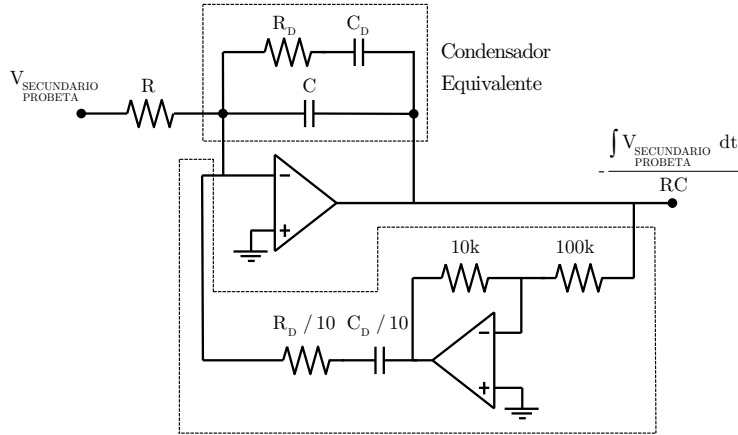 R_D C_D
Condensador
Equivalente
V_SECUNDARIO PROBETA
R
C
∫ V_SECUNDARIO PROBETA dt
-
RC
−
+
10k 100k
R_D / 10 C_D / 10
−
+